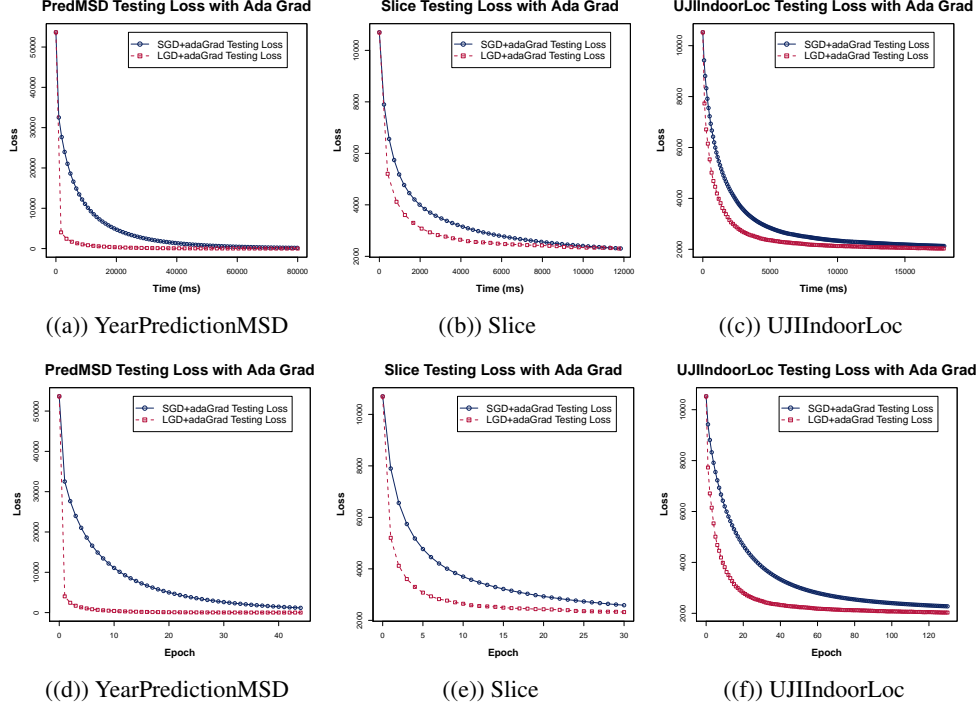 PredMSD Testing Loss with Ada Grad
SGD+adaGrad Testing Loss
LGD+adaGrad Testing Loss
Loss
0 10000 20000 30000 40000 50000
0 20000 40000 60000 80000
Time (ms)
((a)) YearPredictionMSD
Slice Testing Loss with Ada Grad
SGD+adaGrad Testing Loss
LGD+adaGrad Testing Loss
Loss
2000 4000 6000 8000 10000
0 2000 4000 6000 8000 10000 12000
Time (ms)
((b)) Slice
UJIIndoorLoc Testing Loss with Ada Grad
SGD+adaGrad Testing Loss
LGD+adaGrad Testing Loss
Loss
2000 4000 6000 8000 10000
0 5000 10000 15000
Time (ms)
((c)) UJIIndoorLoc
PredMSD Testing Loss with Ada Grad
SGD+adaGrad Testing Loss
LGD+adaGrad Testing Loss
Loss
0 10000 20000 30000 40000 50000
0 10 20 30 40
Epoch
((d)) YearPredictionMSD
Slice Testing Loss with Ada Grad
SGD+adaGrad Testing Loss
LGD+adaGrad Testing Loss
Loss
2000 4000 6000 8000 10000
0 5 10 15 20 25 30
Epoch
((e)) Slice
UJIIndoorLoc Testing Loss with Ada Grad
SGD+adaGrad Testing Loss
LGD+adaGrad Testing Loss
Loss
2000 4000 6000 8000 10000
0 20 40 60 80 100 120
Epoch
((f)) UJIIndoorLoc